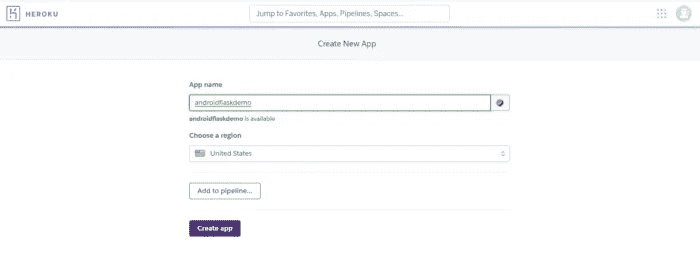 HEROKU
Jump to Favorites, Apps, Pipelines, Spaces...
Create New App
App name
androidflaskdemo
androidflaskdemo is available
Choose a region
United States
Add to pipeline...
Create app